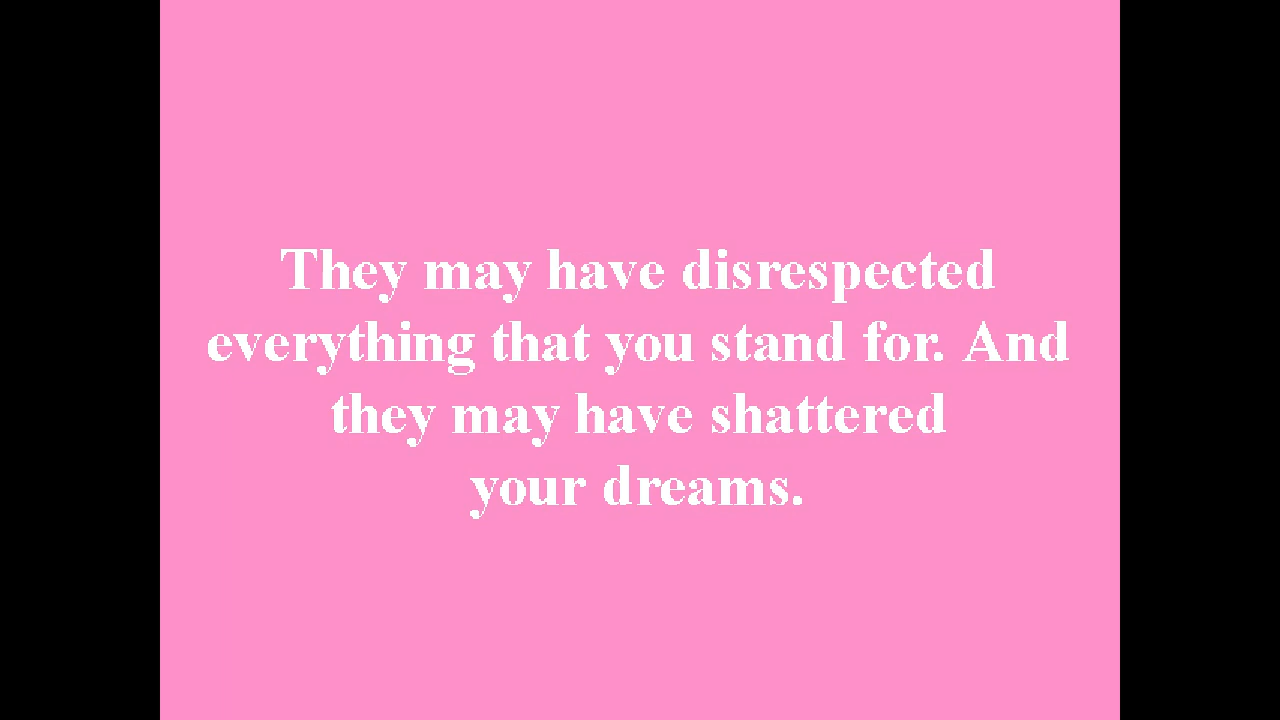 They may have disrespected
everything that you stand for. And
they may have shattered
your dreams.